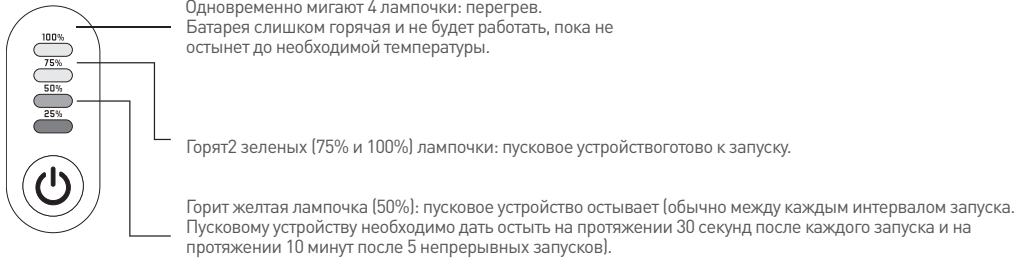 Одновременно мигают 4 лампочки: перегрев.
Батарея слишком горячая и не будет работать, пока не
остынет до необходимой температуры.
100%
75%
50%
25%
Горят2 зеленых (75% и 100%) лампочки: пусковое устройствоготово к запуску.
Горит желтая лампочка (50%): пусковое устройство остывает (обычно между каждым интервалом запуска.
Пусковому устройству необходимо дать остыть на протяжении 30 секунд после каждого запуска и на
протяжении 10 минут после 5 непрерывных запусков).